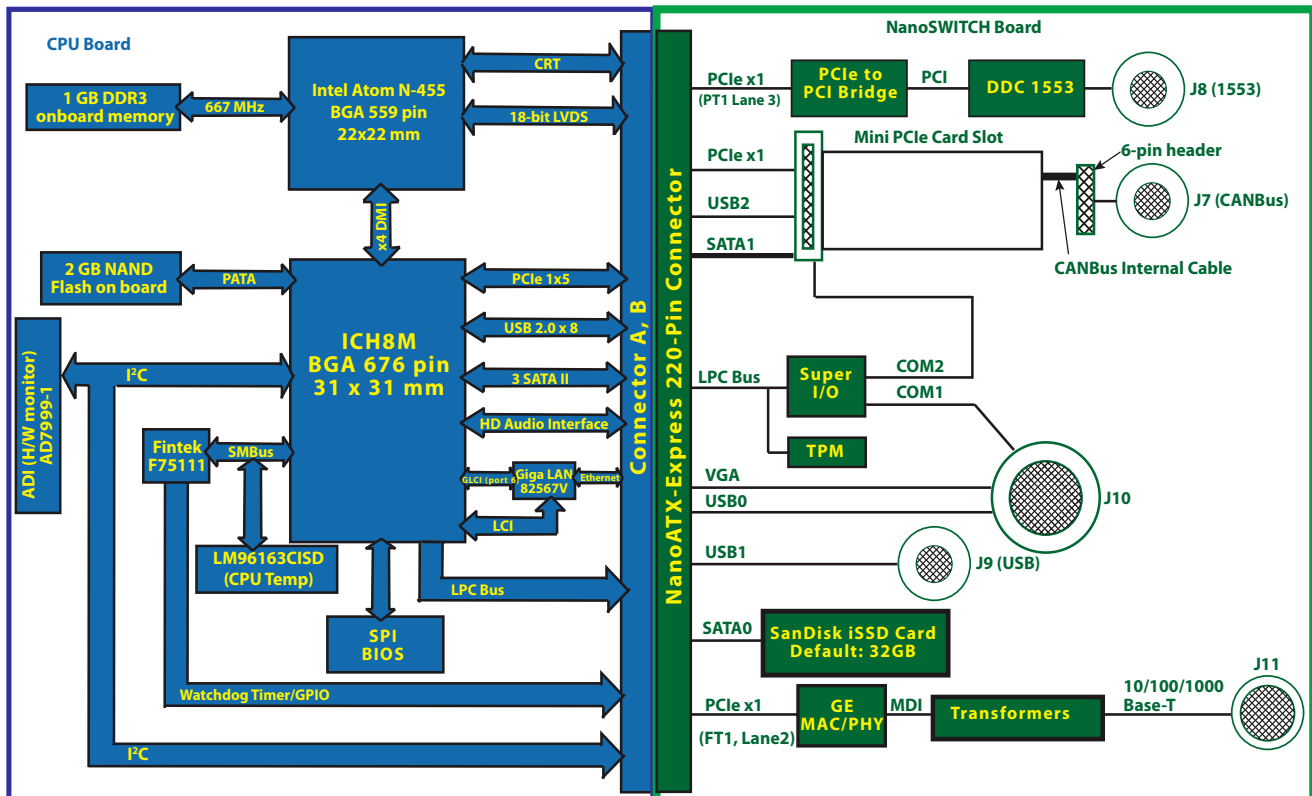 CPU Board
1 GB DDR3
onboard memory
667 MHz
Intel Atom N-455
BGA 559 pin
22x22 mm
CRT
18-bit LVDS
x4 DMI
2 GB NAND
Flash on board
PATA
ICH8M
BGA 676 pin
31 x 31 mm
PCIe 1x5
USB 2.0 x 8
3 SATA II
HD Audio Interface
GLCI (port 6
Giga LAN
82567V
Ethernet
LCI
ADI (H/W monitor)
AD7999-1
I²C
Fintek
F75111
SMBus
LM96163CISD
(CPU Temp)
SPI
BIOS
LPC Bus
Watchdog Timer/GPIO
I²C
Connector A, B
NanoATX-Express 220-Pin Connector
NanoSWITCH Board
PCIe x1
(PT1 Lane 3)
PCIe to
PCI Bridge
PCI
DDC 1553
J8 (1553)
Mini PCIe Card Slot
6-pin header
PCIe x1
USB2
SATA1
J7 (CANBus)
CANBus Internal Cable
LPC Bus
Super
I/O
COM2
COM1
TPM
VGA
USB0
J10
USB1
J9 (USB)
SATA0
SanDisk iSSD Card
Default: 32GB
PCIe x1
(FT1, Lane2)
GE
MAC/PHY
MDI
Transformers
10/100/1000
Base-T
J11